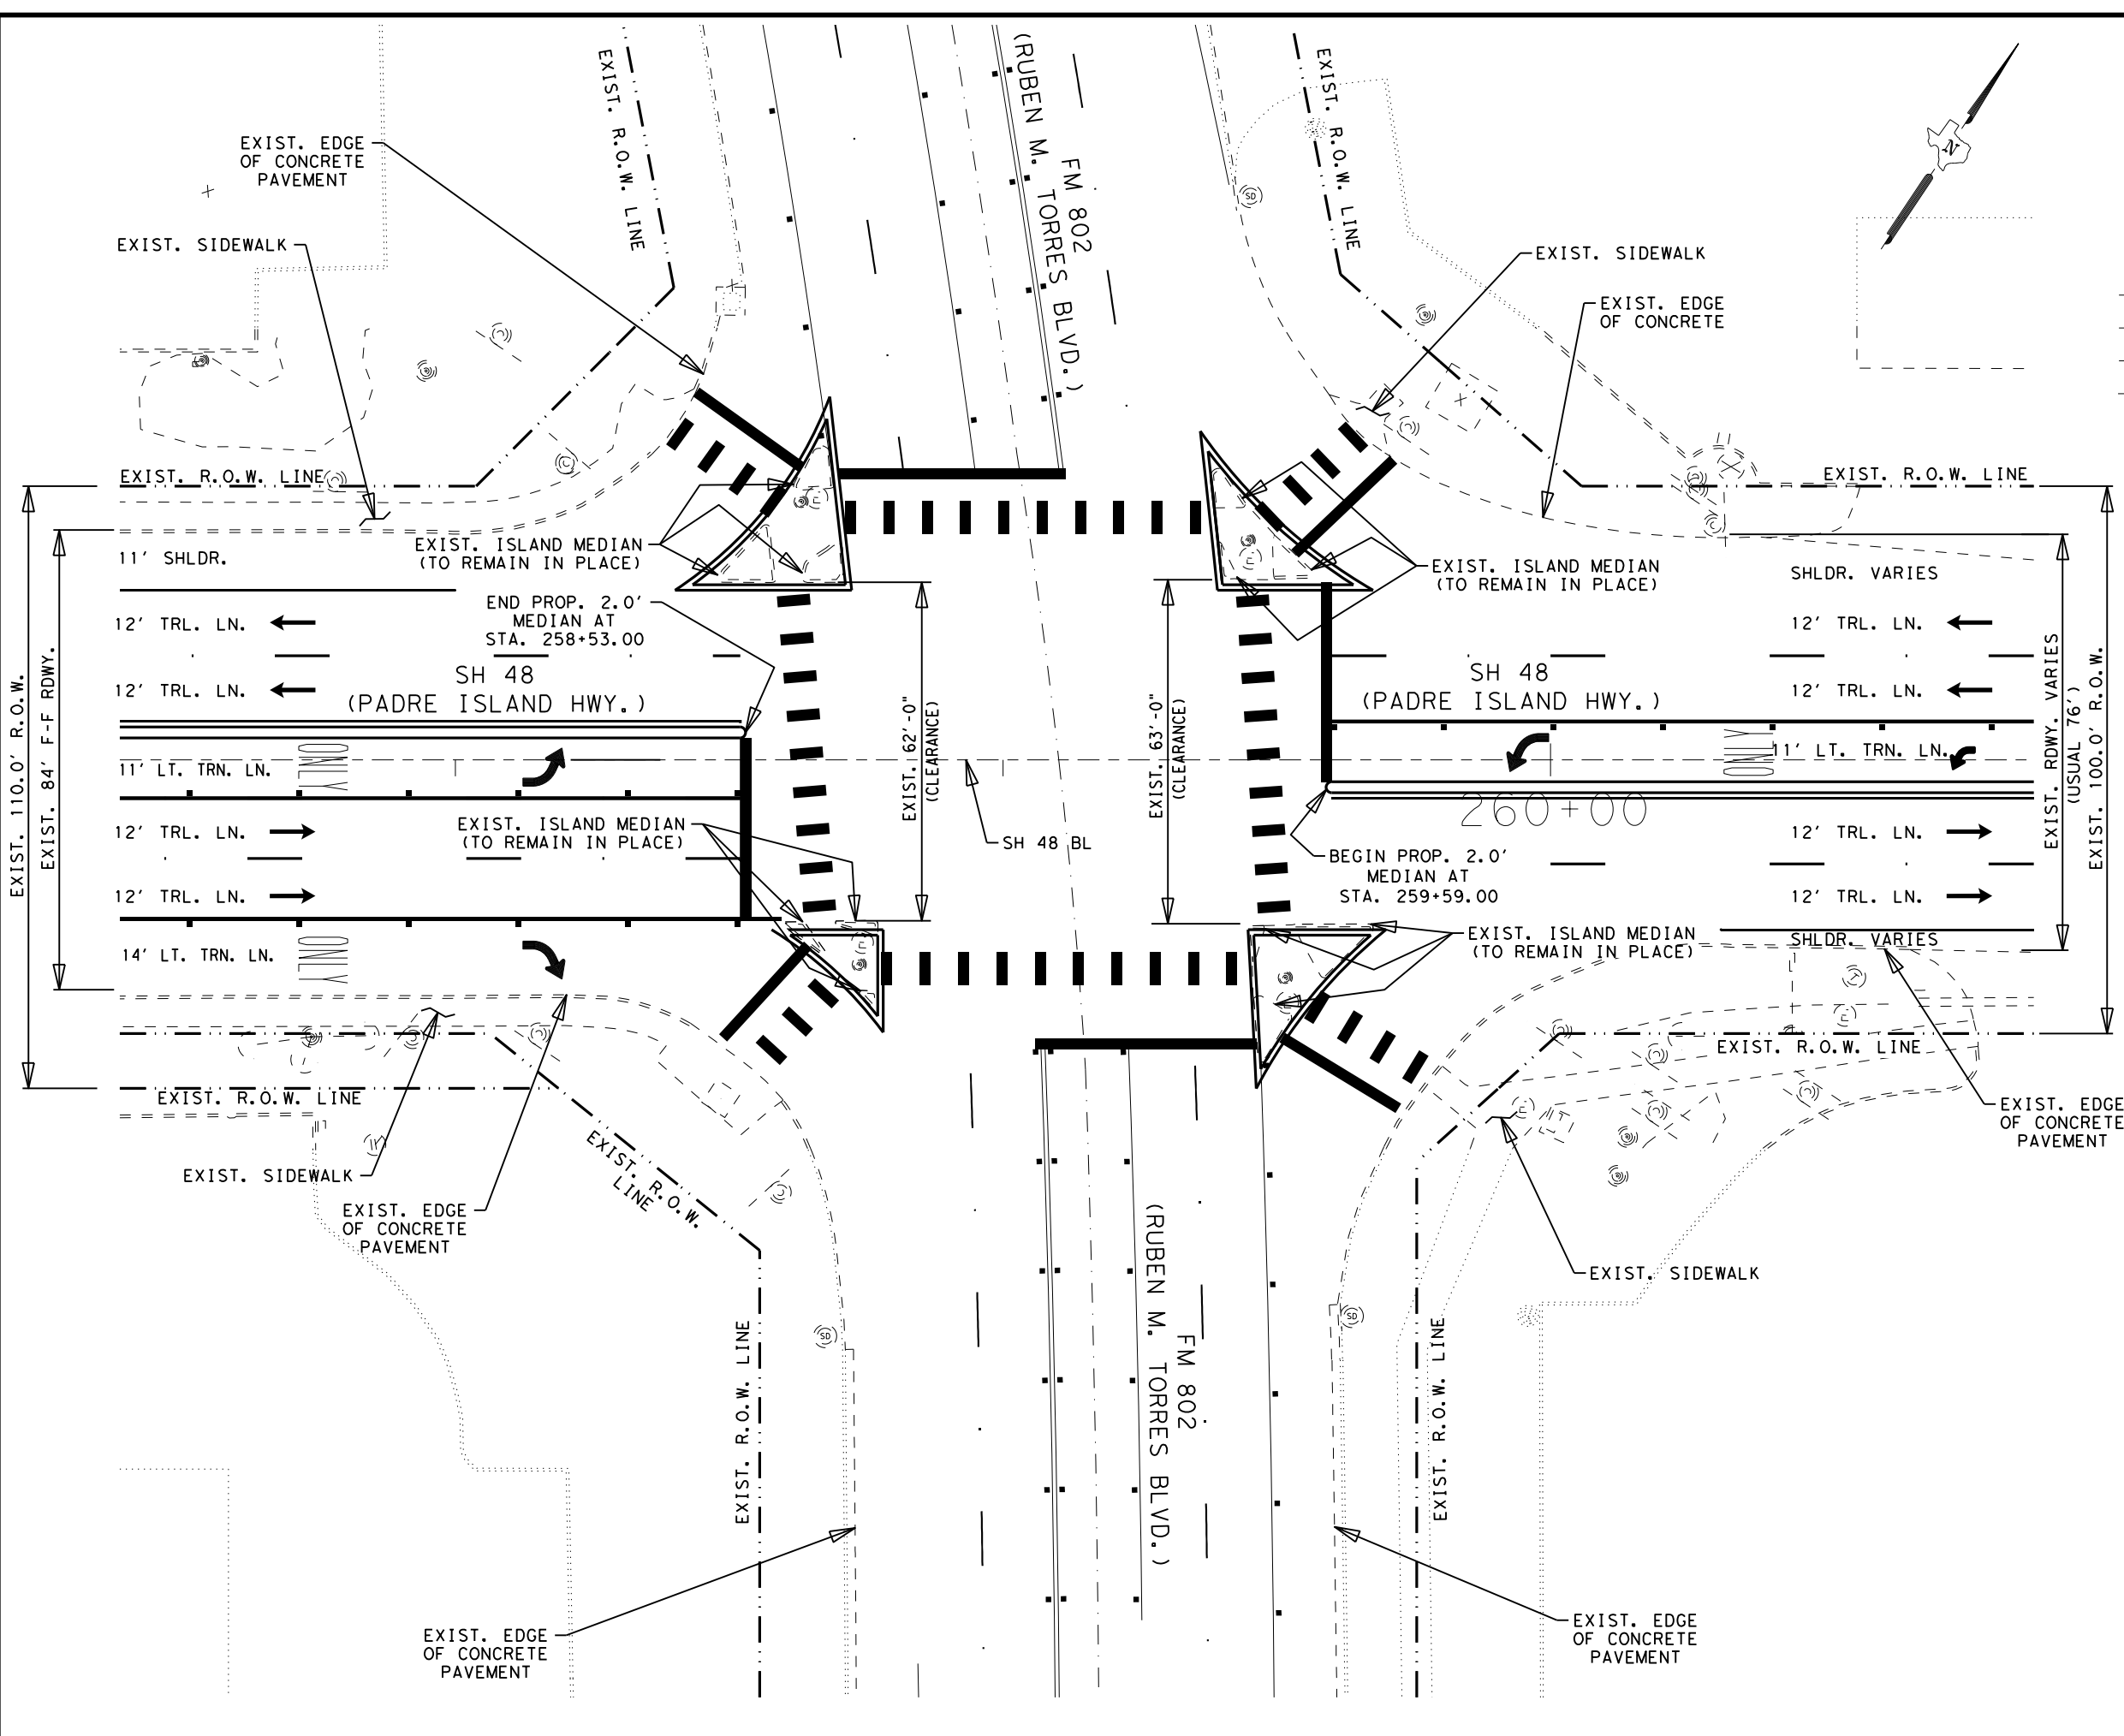 EXIST. R.O.W. LINE
(RUBEN M. TORRES BLVD.)
FM 802
EXIST. R.O.W. LINE
N
EXIST. EDGE
OF CONCRETE
PAVEMENT
EXIST. SIDEWALK
SD
EXIST. SIDEWALK
EXIST. EDGE
OF CONCRETE
EXIST. R.O.W. LINE
EXIST. R.O.W. LINE
11' SHLDR.
EXIST. ISLAND MEDIAN
(TO REMAIN IN PLACE)
EXIST. ISLAND MEDIAN
(TO REMAIN IN PLACE)
SHLDR. VARIES
END PROP. 2.0'
MEDIAN AT
STA. 258+53.00
12' TRL. LN.
12' TRL. LN.
12' TRL. LN.
12' TRL. LN.
SH 48
(PADRE ISLAND HWY.)
SH 48
(PADRE ISLAND HWY.)
EXIST. 110.0' R.O.W.
EXIST. 84' F-F RDWY.
EXIST. 62'-0"
(CLEARANCE)
EXIST. 63'-0"
(CLEARANCE)
EXIST. RDWY. VARIES
(USUAL 76')
EXIST. 100.0' R.O.W.
11' LT. TRN. LN.
11' LT. TRN. LN.
260+00
12' TRL. LN.
EXIST. ISLAND MEDIAN
(TO REMAIN IN PLACE)
SH 48 BL
12' TRL. LN.
BEGIN PROP. 2.0'
MEDIAN AT
STA. 259+59.00
12' TRL. LN.
12' TRL. LN.
14' LT. TRN. LN.
EXIST. ISLAND MEDIAN
(TO REMAIN IN PLACE)
SHLDR. VARIES
EXIST. R.O.W. LINE
EXIST. R.O.W. LINE
EXIST. EDGE
OF CONCRETE
PAVEMENT
EXIST. SIDEWALK
EXIST. R.O.W.
LINE
EXIST. EDGE
OF CONCRETE
PAVEMENT
EXIST. SIDEWALK
SD
SD
EXIST. R.O.W. LINE
(RUBEN M. TORRES BLVD.)
FM 802
EXIST. R.O.W. LINE
EXIST. EDGE
OF CONCRETE
PAVEMENT
EXIST. EDGE
OF CONCRETE
PAVEMENT